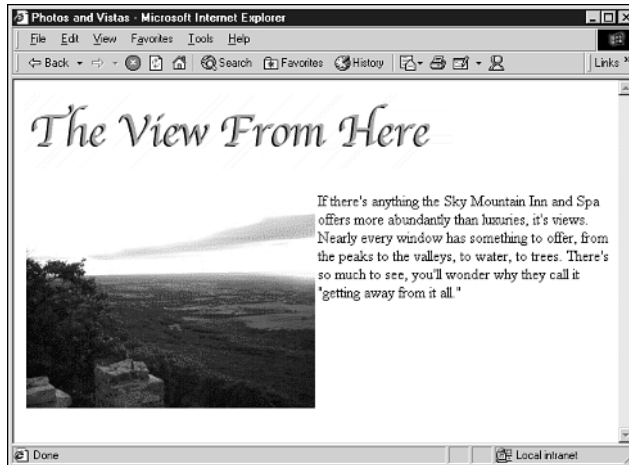 Photos and Vistas - Microsoft Internet Explorer
File Edit View Favorites Tools Help
Back Search Favorites History Links »
The View From Here
If there's anything the Sky Mountain Inn and Spa
offers more abundantly than luxuries, it's views.
Nearly every window has something to offer, from
the peaks to the valleys, to water, to trees. There's
so much to see, you'll wonder why they call it
"getting away from it all."
Done Local intranet